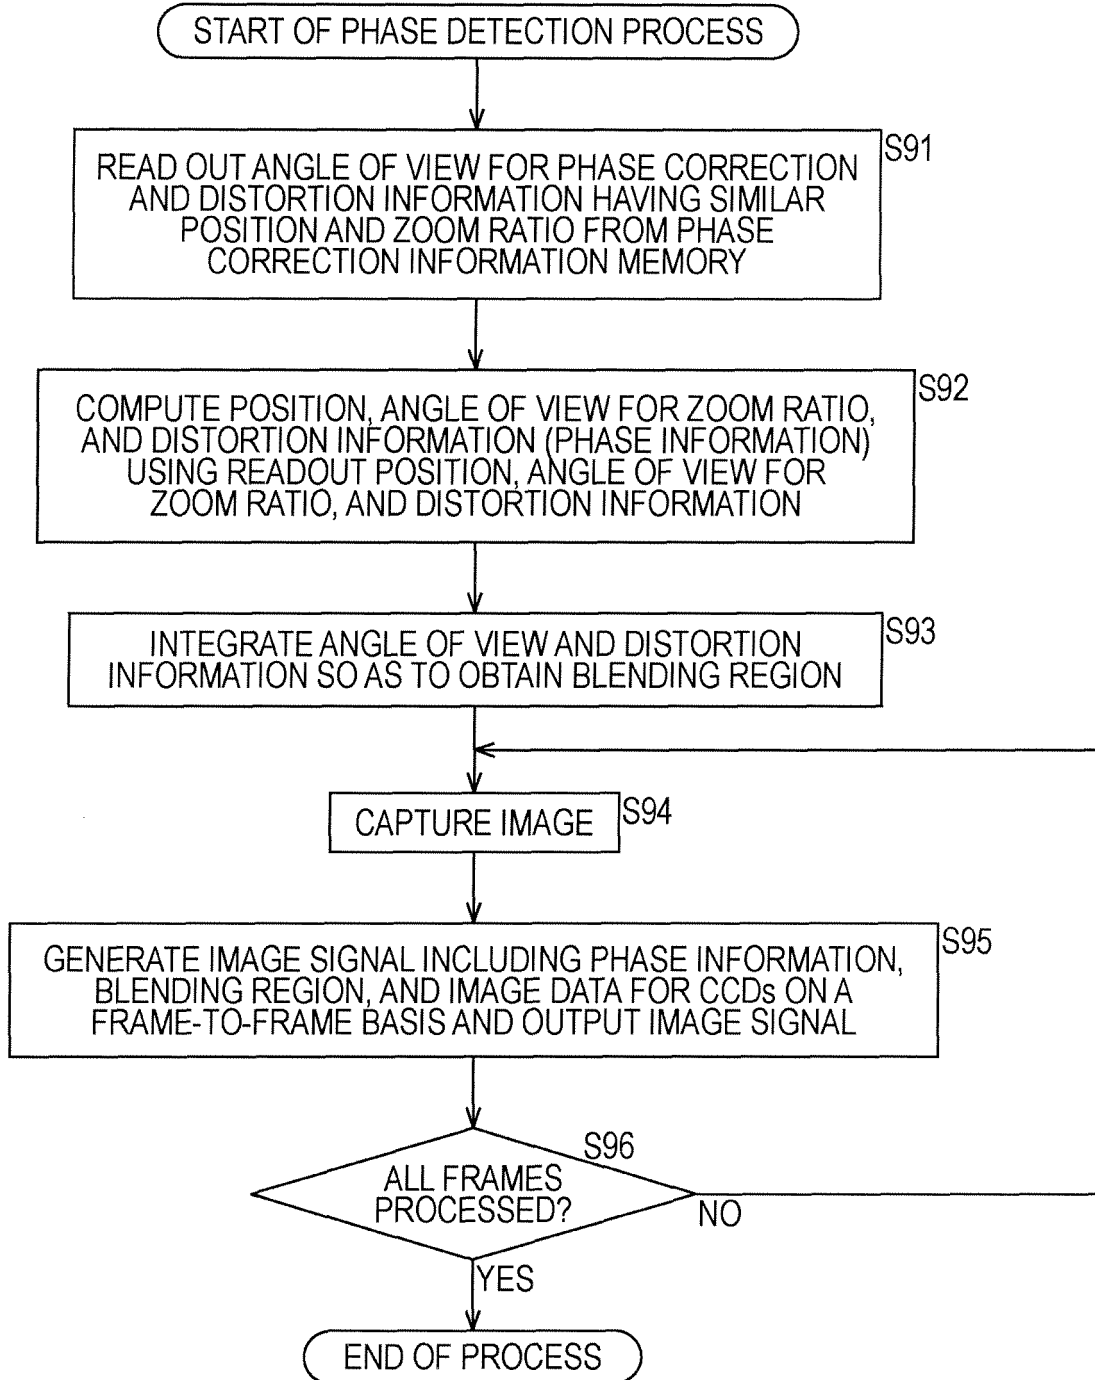 START OF PHASE DETECTION PROCESS
S91
READ OUT ANGLE OF VIEW FOR PHASE CORRECTION
AND DISTORTION INFORMATION HAVING SIMILAR
POSITION AND ZOOM RATIO FROM PHASE
CORRECTION INFORMATION MEMORY
S92
COMPUTE POSITION, ANGLE OF VIEW FOR ZOOM RATIO,
AND DISTORTION INFORMATION (PHASE INFORMATION)
USING READOUT POSITION, ANGLE OF VIEW FOR
ZOOM RATIO, AND DISTORTION INFORMATION
S93
INTEGRATE ANGLE OF VIEW AND DISTORTION
INFORMATION SO AS TO OBTAIN BLENDING REGION
S94
CAPTURE IMAGE
S95
GENERATE IMAGE SIGNAL INCLUDING PHASE INFORMATION,
BLENDING REGION, AND IMAGE DATA FOR CCDs ON A
FRAME-TO-FRAME BASIS AND OUTPUT IMAGE SIGNAL
S96
ALL FRAMES
PROCESSED?
NO
YES
END OF PROCESS